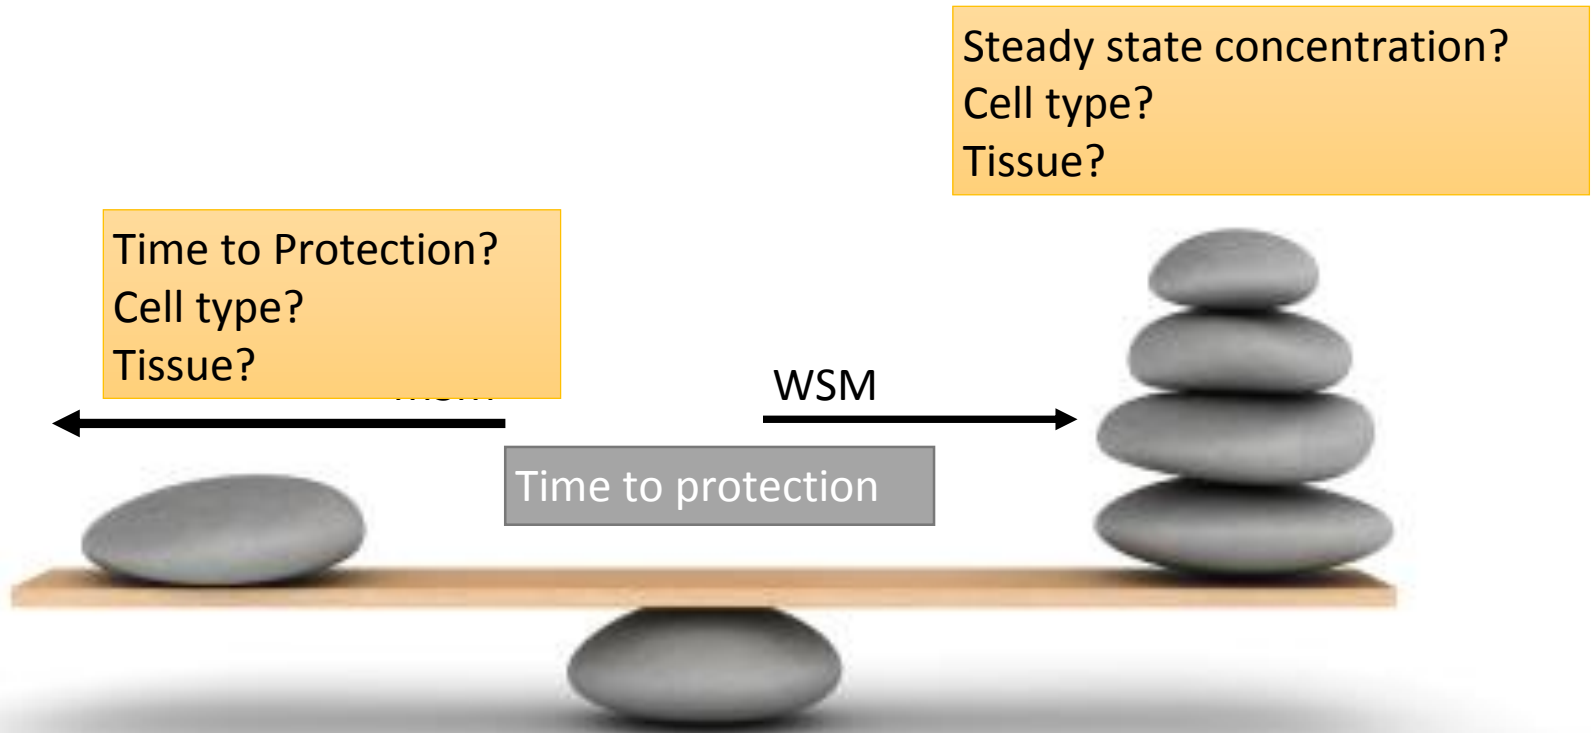 Steady state concentration?
Cell type?
Tissue?
Time to Protection?
Cell type?
Tissue?
WSM
Time to protection